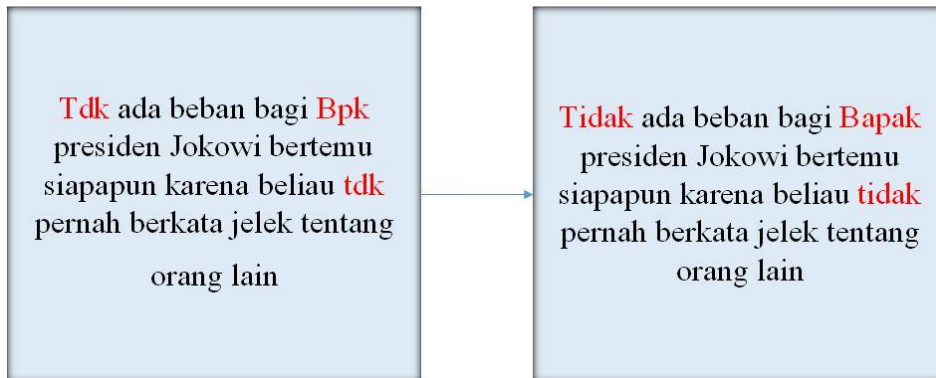 Tdk ada beban bagi Bpk
presiden Jokowi bertemu
siapapun karena beliau tdk
pernah berkata jelek tentang
orang lain
Tidak ada beban bagi Bapak
presiden Jokowi bertemu
siapapun karena beliau tidak
pernah berkata jelek tentang
orang lain